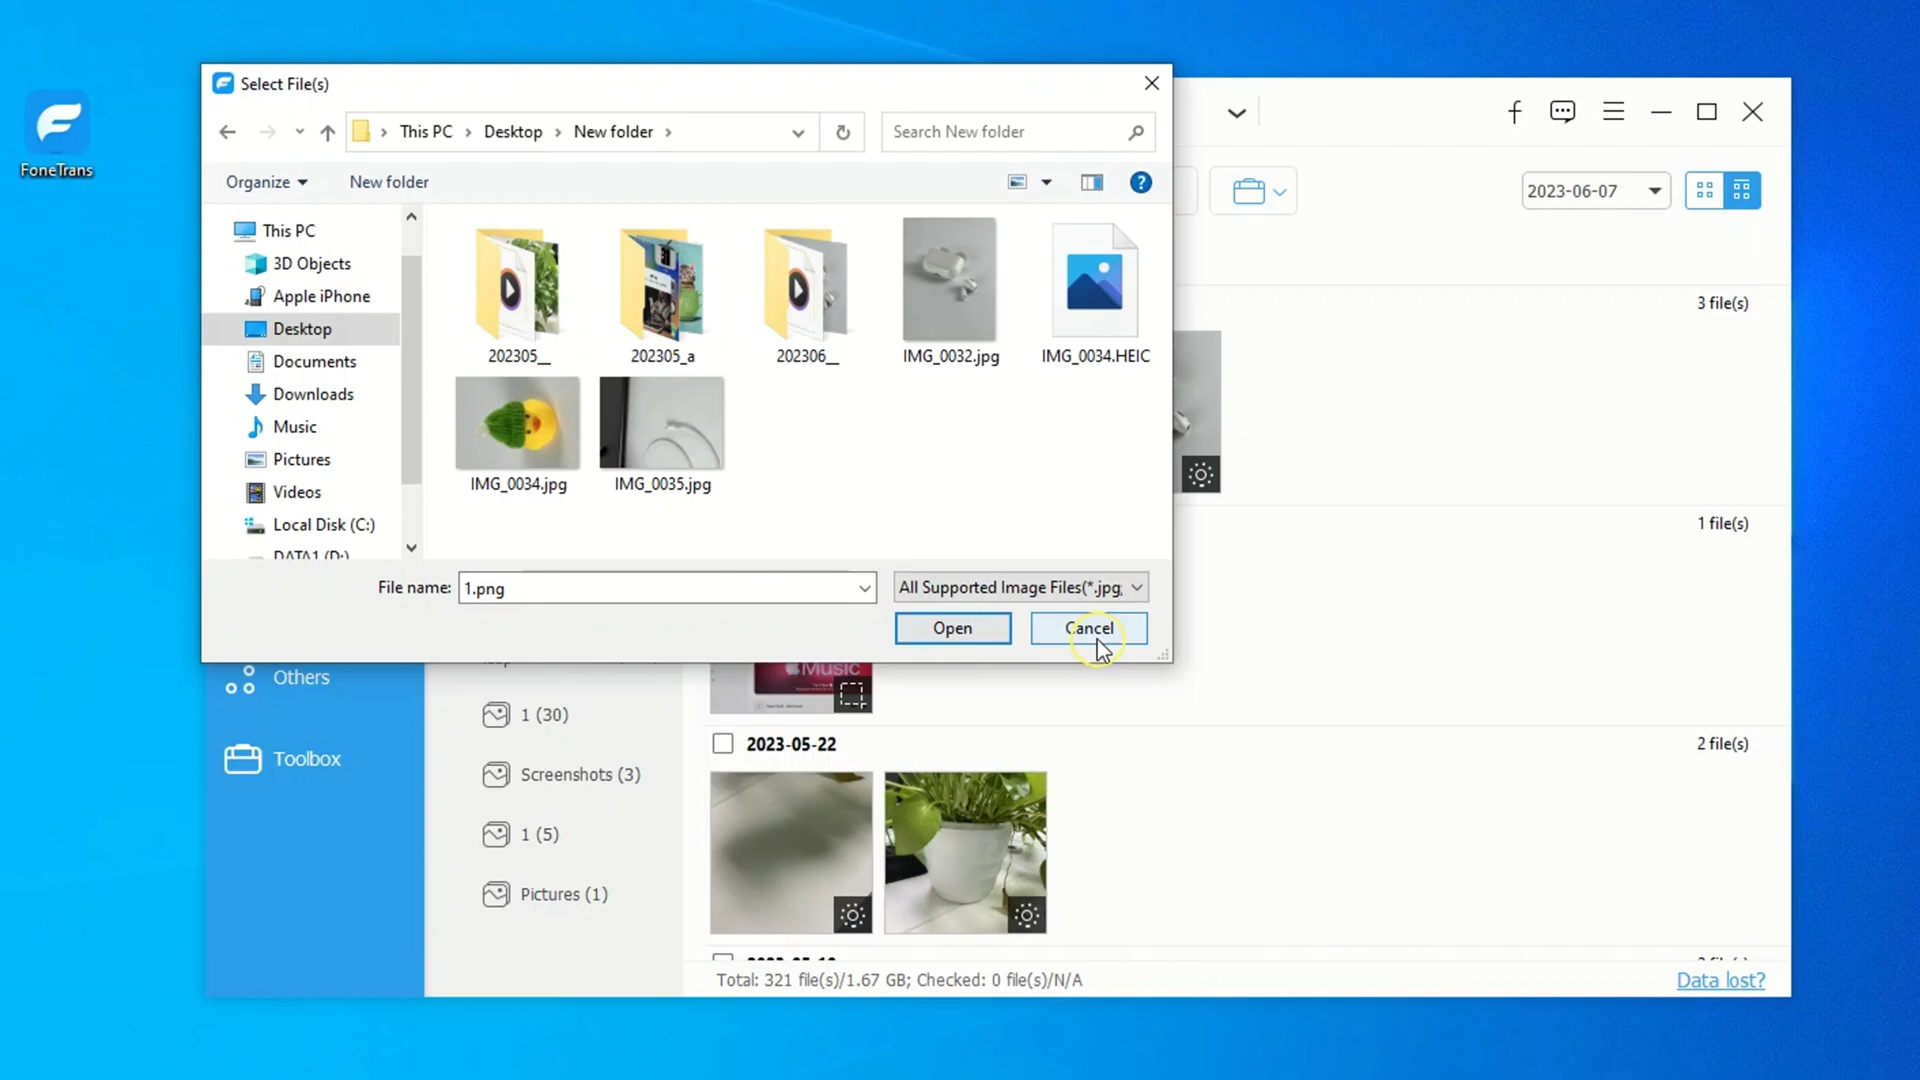 FoneTrans
Select File(s)
This PC
Desktop
New folder
Search New folder
Organize
New folder
This PC
3D Objects
Apple iPhone
Desktop
Documents
Downloads
Music
Pictures
Videos
Local Disk (C:)
DATA1 (D:)
202305__
202305_a
202306__
IMG_0032.jpg
IMG_0034.HEIC
IMG_0034.jpg
IMG_0035.jpg
File name:
1.png
All Supported Image Files(*.jpg;
Open
Cancel
2023-06-07
3 file(s)
1 file(s)
Others
Toolbox
1 (30)
Screenshots (3)
1 (5)
Pictures (1)
Music
2023-05-22
2 file(s)
Total: 321 file(s)/1.67 GB; Checked: 0 file(s)/N/A
Data lost?